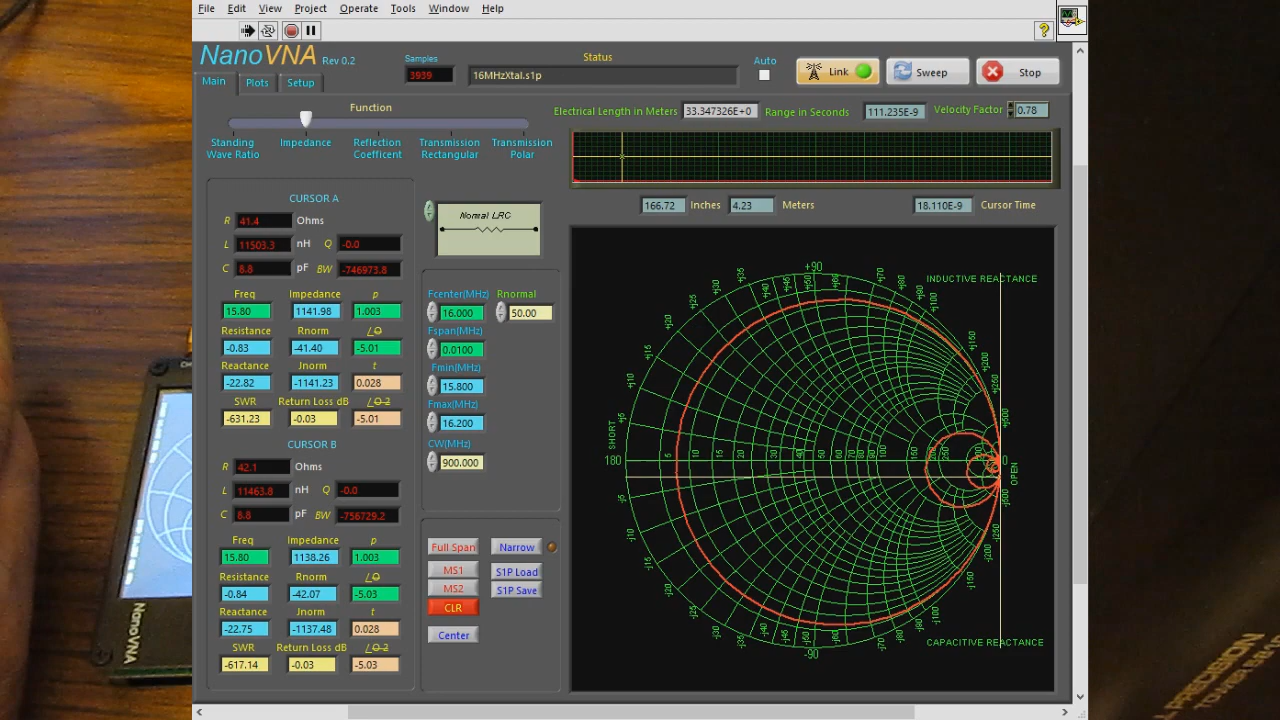 File Edit View Project Operate Tools Window Help
NanoVNA Rev 0.2
Samples
3939
Status
16MHzXtal.s1p
Auto
Link
Sweep
Stop
Main Plots Setup
Function
Standing Wave Ratio
Impedance
Reflection Coefficent
Transmission Rectangular
Transmission Polar
Electrical Length in Meters 33.347326E+0 Range in Seconds 111.235E-9 Velocity Factor 0.78
166.72 Inches 4.23 Meters 18.110E-9 Cursor Time
CURSOR A
R 41.4 Ohms
L 11503.3 nH Q -0.0
C 8.8 pF BW -746973.8
Freq Impedance p
15.80 1141.98 1.003
Resistance Rnorm /O
-0.83 -41.40 -5.01
Reactance Jnorm t
-22.82 -1141.23 0.028
SWR Return Loss dB /O 2
-631.23 -0.03 -5.01
CURSOR B
R 42.1 Ohms
L 11463.8 nH Q -0.0
C 8.8 pF BW -756729.2
Freq Impedance p
15.80 1138.26 1.003
Resistance Rnorm /O
-0.84 -42.07 -5.03
Reactance Jnorm t
-22.75 -1137.48 0.028
SWR Return Loss dB /O 2
-617.14 -0.03 -5.03
Normal LRC
Fcenter(MHz) Rnormal
16.000 50.00
Fspan(MHz)
0.0100
Fmin(MHz)
15.800
Fmax(MHz)
16.200
CW(MHz)
900.000
Full Span Narrow
MS1 S1P Load
MS2 S1P Save
CLR
Center
INDUCTIVE REACTANCE
+90
SHORT
180
0
OPEN
-90
CAPACITIVE REACTANCE
NanoVNA
PRECISION